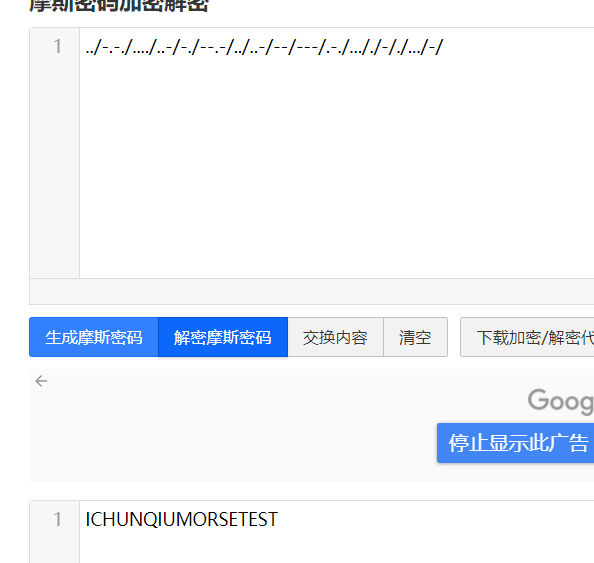 摩斯密码加密解密
1 ../-.-./..../..-/-./--.-/../..-/--/---/.-./..././-/./.../-/
生成摩斯密码 解密摩斯密码 交换内容 清空 下载加密/解密代
←
Goog
停止显示此广告
1 ICHUNQIUMORSETEST